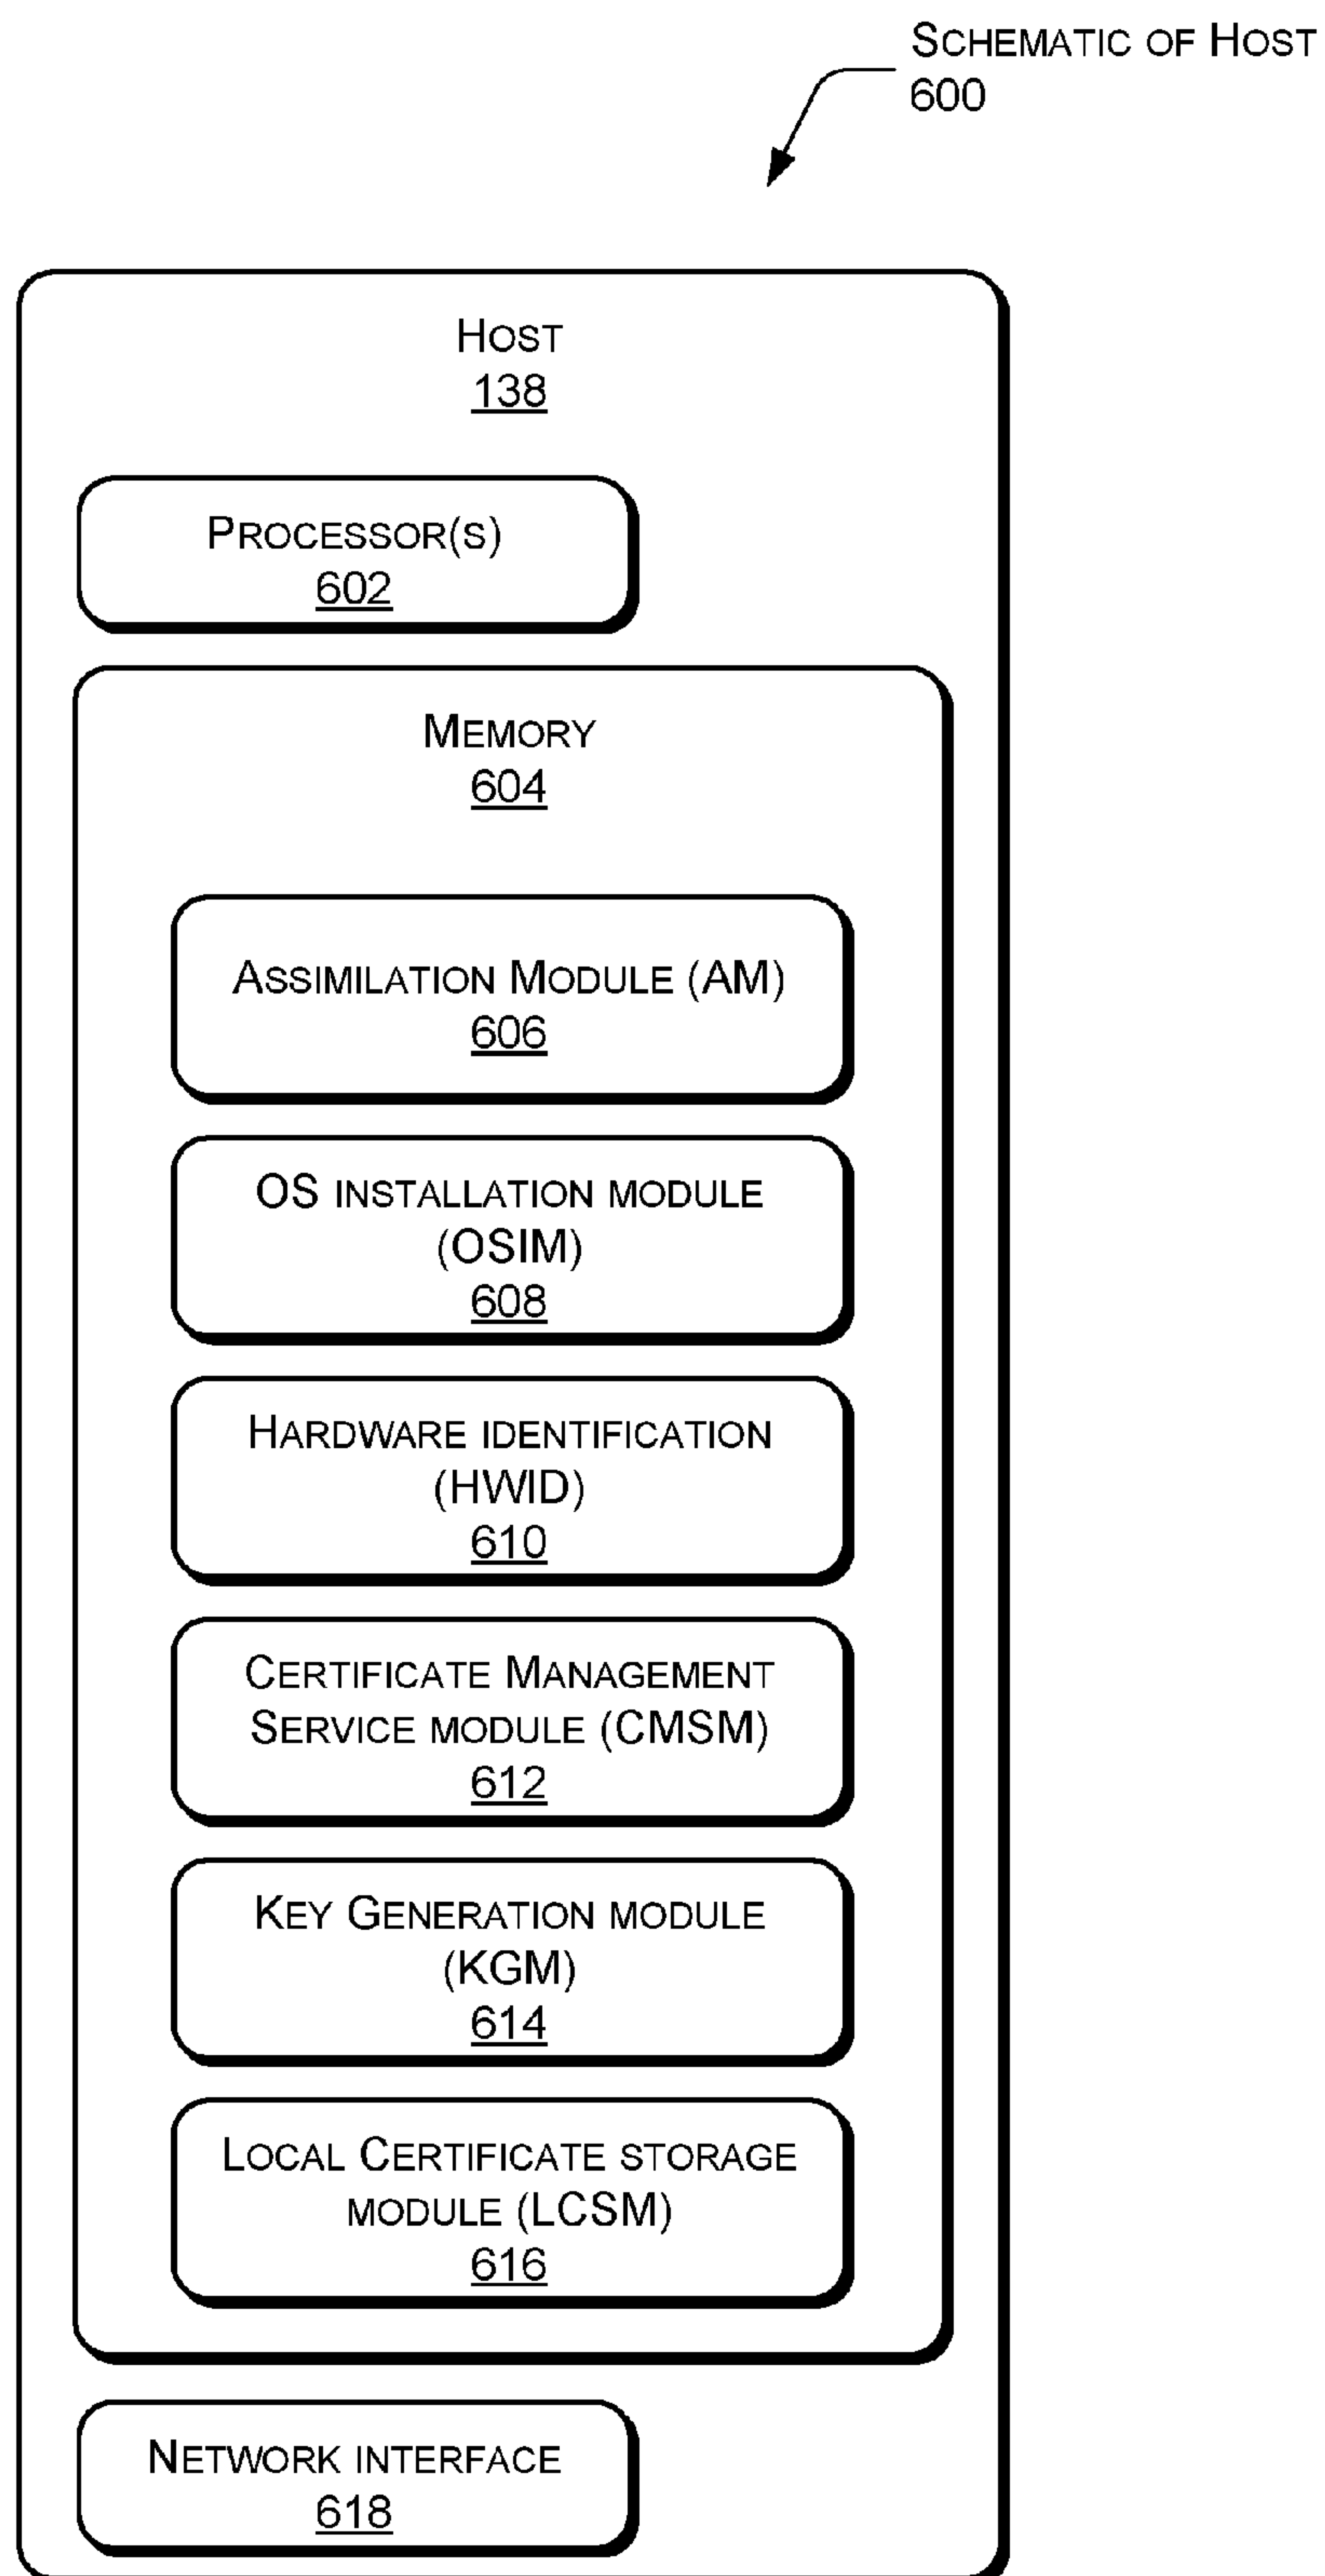 Schematic of Host
600
Host
138
Processor(s)
602
Memory
604
Assimilation Module (AM)
606
OS installation module
(OSIM)
608
Hardware identification
(HWID)
610
Certificate Management
Service module (CMSM)
612
Key Generation module
(KGM)
614
Local Certificate storage
module (LCSM)
616
Network interface
618